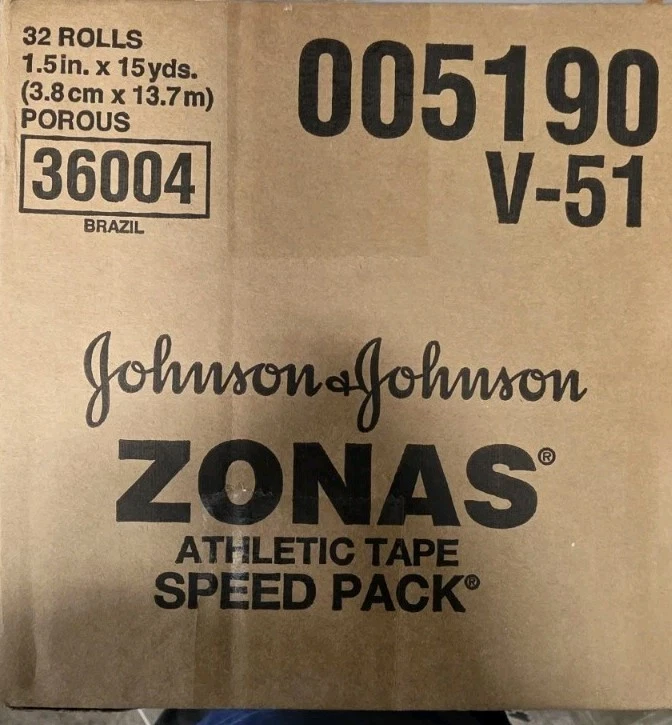 32 ROLLS
1.5in. x 15yds.
(3.8cm x 13.7m)
POROUS
36004
BRAZIL
005190
V-51
Johnson & Johnson
ZONAS®
ATHLETIC TAPE
SPEED PACK®